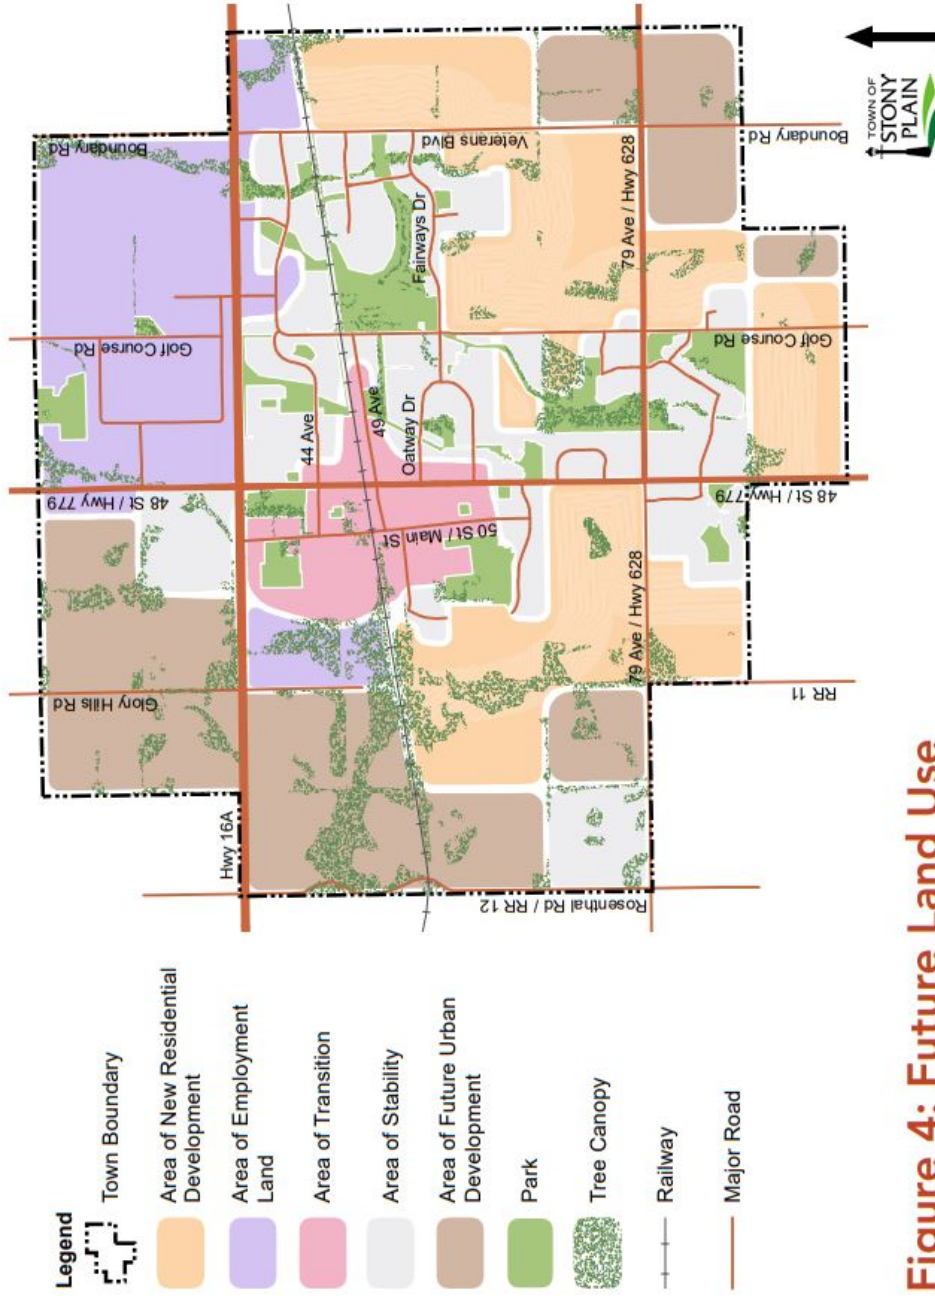 Boundary Rd
Golf Course Rd
48 St / Hwy 779
Glory Hills Rd
Hwy 16A
Veterans Blvd
Fairways Dr
44 Ave
49 Ave
Oatway Dr
50 St / Main St
79 Ave / Hwy 628
79 Ave / Hwy 628
Boundary Rd
Golf Course Rd
48 St / Hwy 779
RR 11
Rosenthal Rd / RR 12
TOWN OF
STONY
PLAIN
Legend
Town Boundary
Area of New Residential
Development
Area of Employment
Land
Area of Transition
Area of Stability
Area of Future Urban
Development
Park
Tree Canopy
Railway
Major Road
Figure 4: Future Land Use